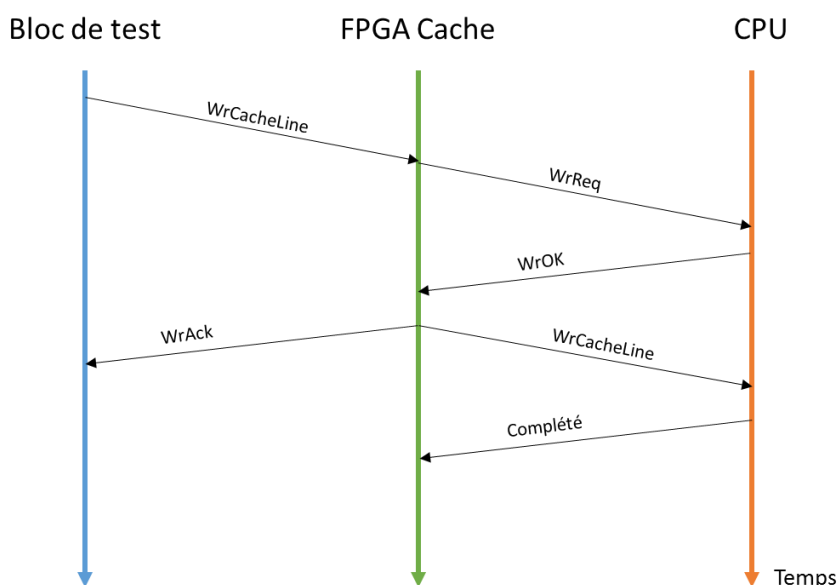 Bloc de test
FPGA Cache
CPU
WrCacheLine
WrReq
WrOK
WrAck
WrCacheLine
Complété
Temps